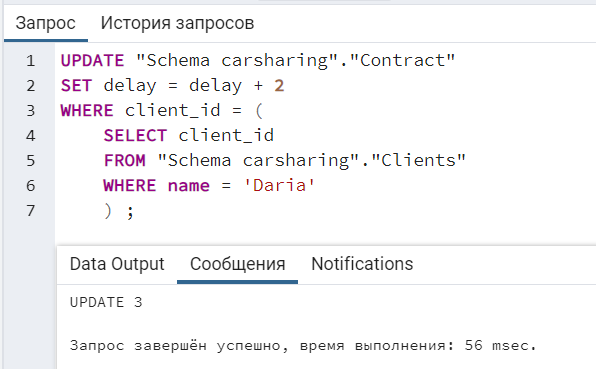 Запрос История запросов
1 UPDATE "Schema carsharing"."Contract"
2 SET delay = delay + 2
3 WHERE client_id = (
4 SELECT client_id
5 FROM "Schema carsharing"."Clients"
6 WHERE name = 'Daria'
7 ) ;
Data Output Сообщения Notifications
UPDATE 3
Запрос завершён успешно, время выполнения: 56 msec.